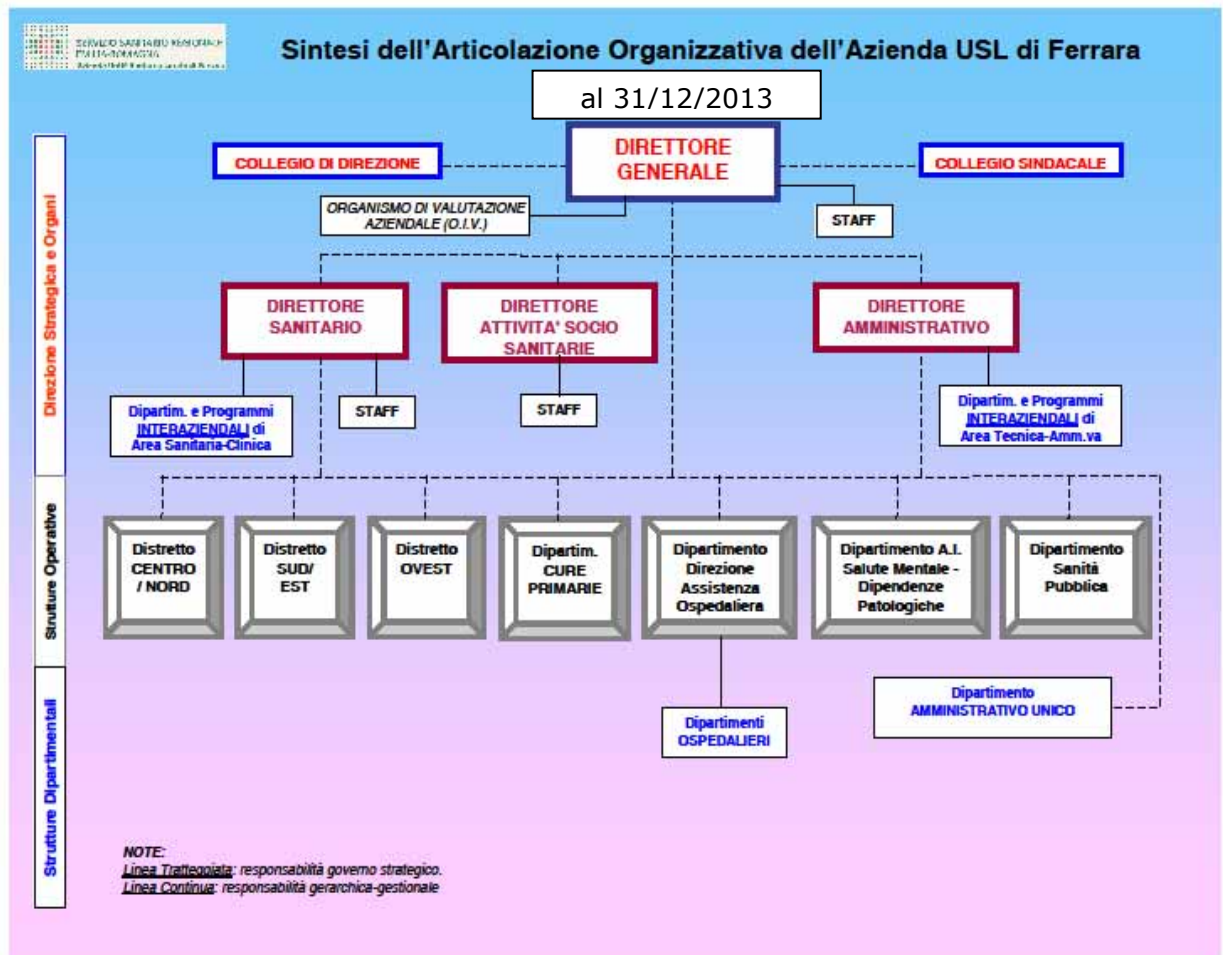 SERVIZIO SANITARIO REGIONALE
EMILIA-ROMAGNA
Sintesi dell'Articolazione Organizzativa dell'Azienda USL di Ferrara
al 31/12/2013
Direzione Strategica e Organi
COLLEGIO DI DIREZIONE
DIRETTORE
GENERALE
COLLEGIO SINDACALE
ORGANISMO DI VALUTAZIONE
AZIENDALE (O.I.V.)
STAFF
DIRETTORE
SANITARIO
DIRETTORE
ATTIVITA' SOCIO
SANITARIE
DIRETTORE
AMMINISTRATIVO
Dipartim. e Programmi
INTERAZIENDALI di
Area Sanitaria-Clinica
STAFF
STAFF
Dipartim. e Programmi
INTERAZIENDALI di
Area Tecnica-Amm.va
Strutture Operative
Distretto
CENTRO
/ NORD
Distretto
SUD/
EST
Distretto
OVEST
Dipartim.
CURE
PRIMARIE
Dipartimento
Direzione
Assistenza
Ospedaliera
Dipartimento A.I.
Salute Mentale -
Dipendenze
Patologiche
Dipartimento
Sanità
Pubblica
Strutture Dipartimentali
Dipartimenti
OSPEDALIERI
Dipartimento
AMMINISTRATIVO UNICO
NOTE:
Linea Tratteggiata: responsabilità governo strategico.
Linea Continua: responsabilità gerarchica-gestionale